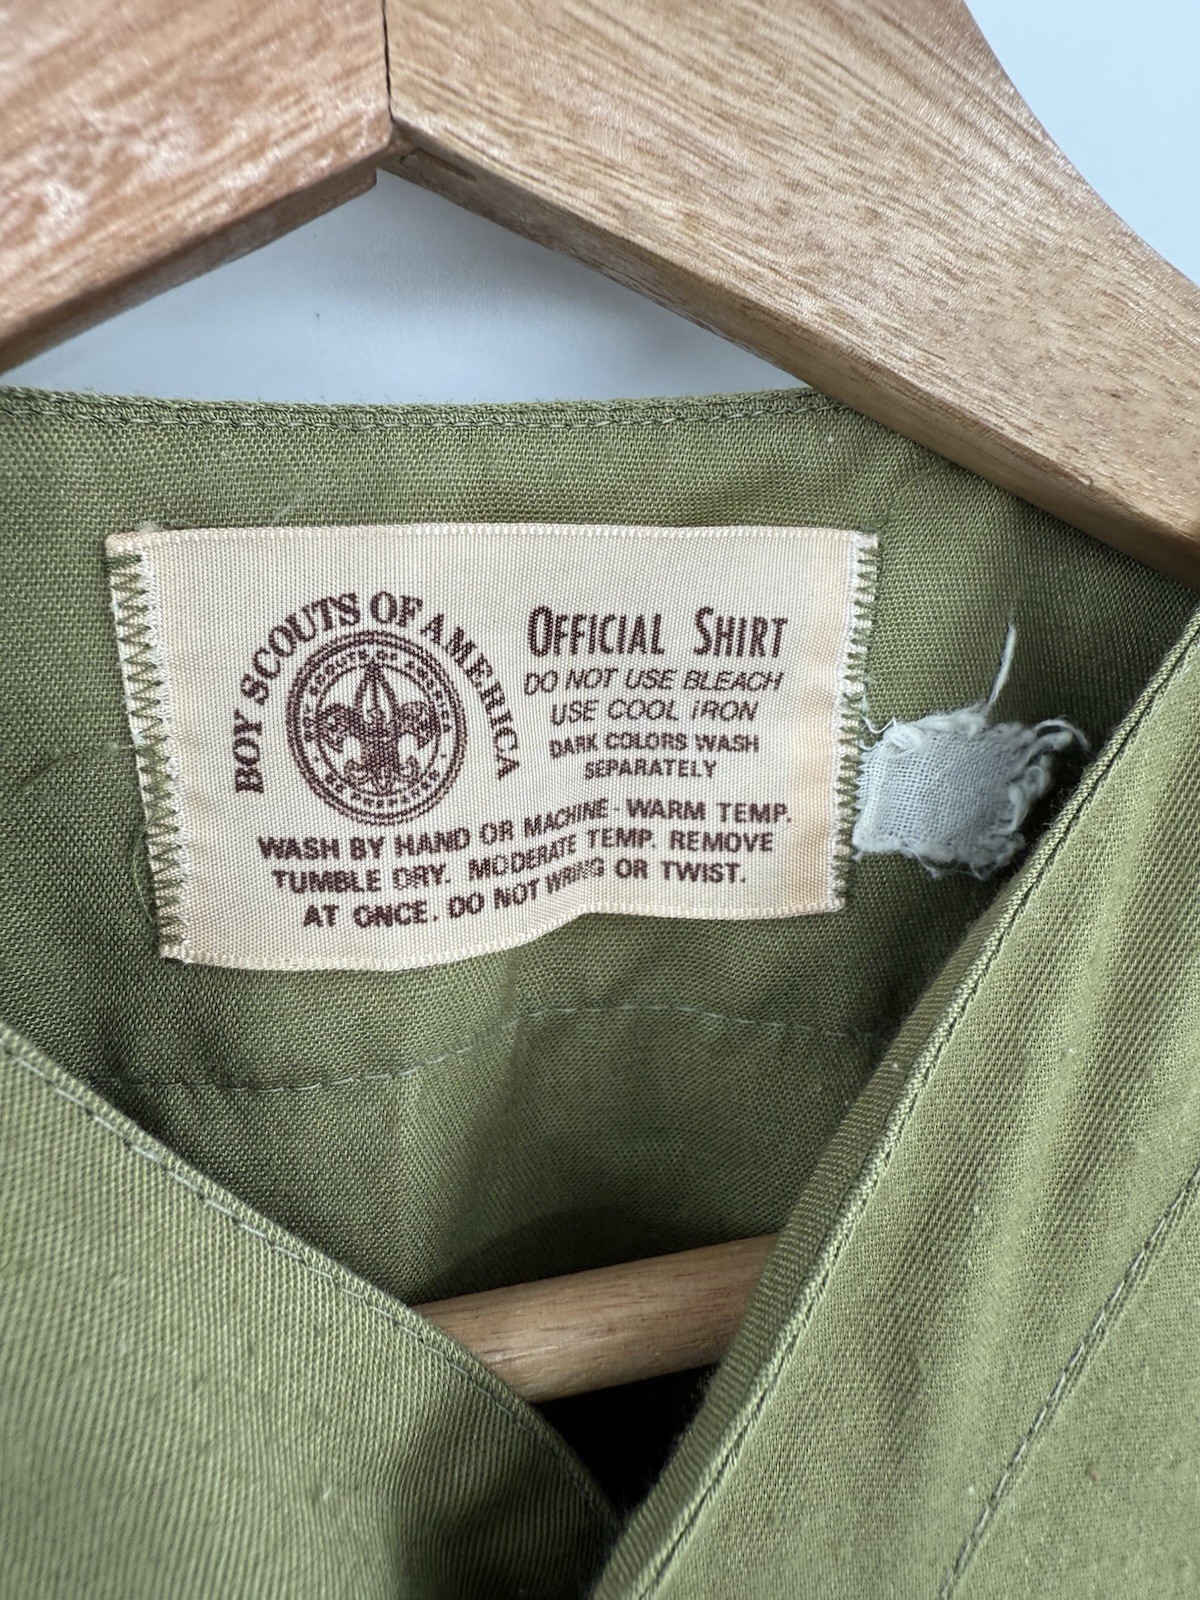 BOY SCOUTS OF AMERICA
OFFICIAL SHIRT
DO NOT USE BLEACH
USE COOL IRON
DARK COLORS WASH
SEPARATELY
WASH BY HAND OR MACHINE - WARM TEMP.
TUMBLE DRY. MODERATE TEMP. REMOVE
AT ONCE. DO NOT WRING OR TWIST.